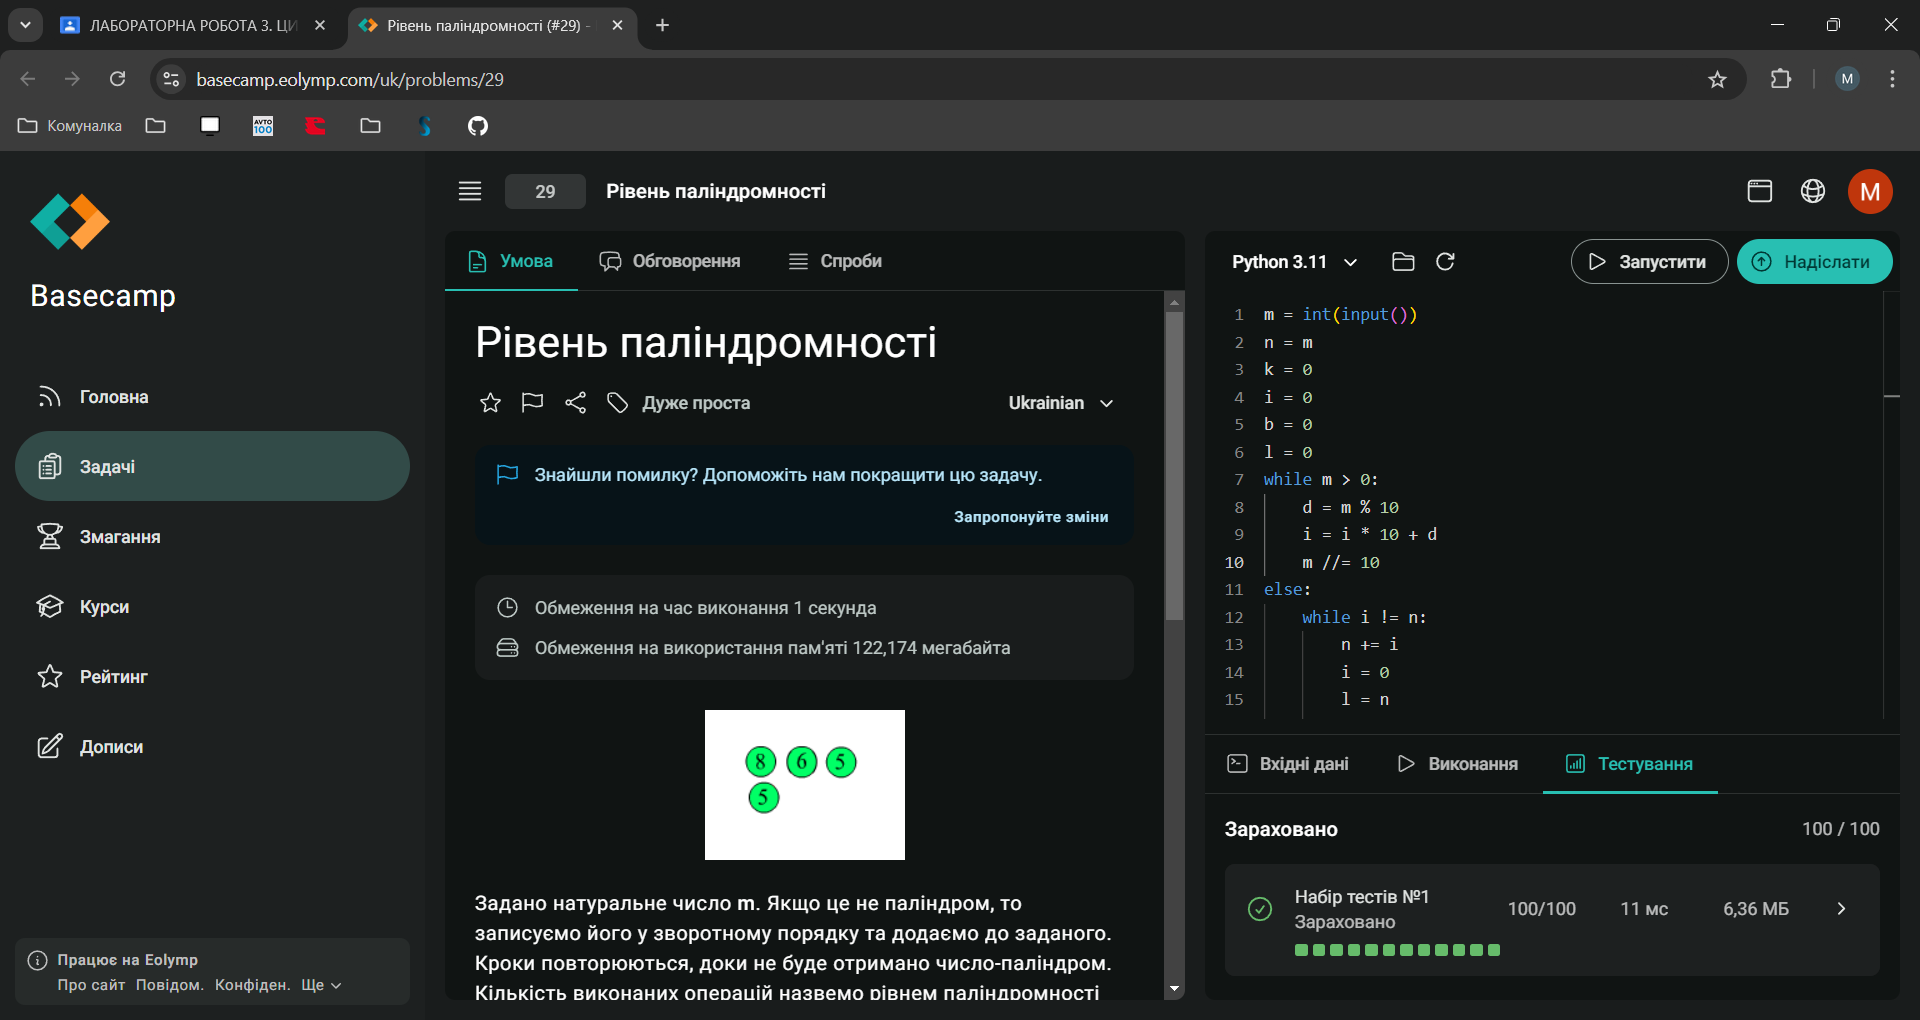 ЛАБОРАТОРНА РОБОТА 3. ЦИ
Рівень паліндромності (#29) -
basecamp.eolymp.com/uk/problems/29
M
Комуналка
AVTO
100
Basecamp
Головна
Задачі
Змагання
Курси
Рейтинг
Дописи
Працює на Eolymp
Про сайт Повідом. Конфіден. Ще
29
Рівень паліндромності
M
Умова
Обговорення
Спроби
Рівень паліндромності
Дуже проста
Ukrainian
Знайшли помилку? Допоможіть нам покращити цю задачу.
Запропонуйте зміни
Обмеження на час виконання 1 секунда
Обмеження на використання пам'яті 122,174 мегабайта
8 6 5
5
Задано натуральне число m. Якщо це не паліндром, то
записуємо його у зворотному порядку та додаємо до заданого.
Кроки повторюються, доки не буде отримано число-паліндром.
Кількість виконаних операцій назвемо рівнем паліндромності
Python 3.11
Запустити
Надіслати
1 m = int(input())
2 n = m
3 k = 0
4 i = 0
5 b = 0
6 l = 0
7 while m > 0:
8 d = m % 10
9 i = i * 10 + d
10 m //= 10
11 else:
12 while i != n:
13 n += i
14 i = 0
15 l = n
Вхідні дані
Виконання
Тестування
Зараховано
100 / 100
Набір тестів №1
Зараховано
100/100
11 мс
6,36 МБ